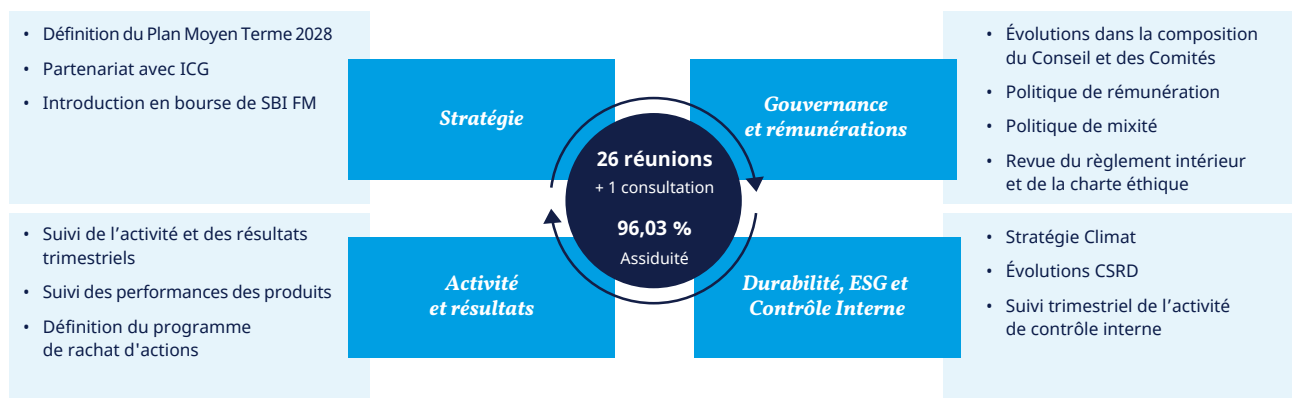 • Définition du Plan Moyen Terme 2028
• Partenariat avec ICG
• Introduction en bourse de SBI FM
Stratégie
Gouvernance
et rémunérations
• Évolutions dans la composition
du Conseil et des Comités
• Politique de rémunération
• Politique de mixité
• Revue du règlement intérieur
et de la charte éthique
26 réunions
+ 1 consultation
96,03 %
Assiduité
• Suivi de l’activité et des résultats
trimestriels
• Suivi des performances des produits
• Définition du programme
de rachat d'actions
Activité
et résultats
Durabilité, ESG et
Contrôle Interne
• Stratégie Climat
• Évolutions CSRD
• Suivi trimestriel de l’activité
de contrôle interne